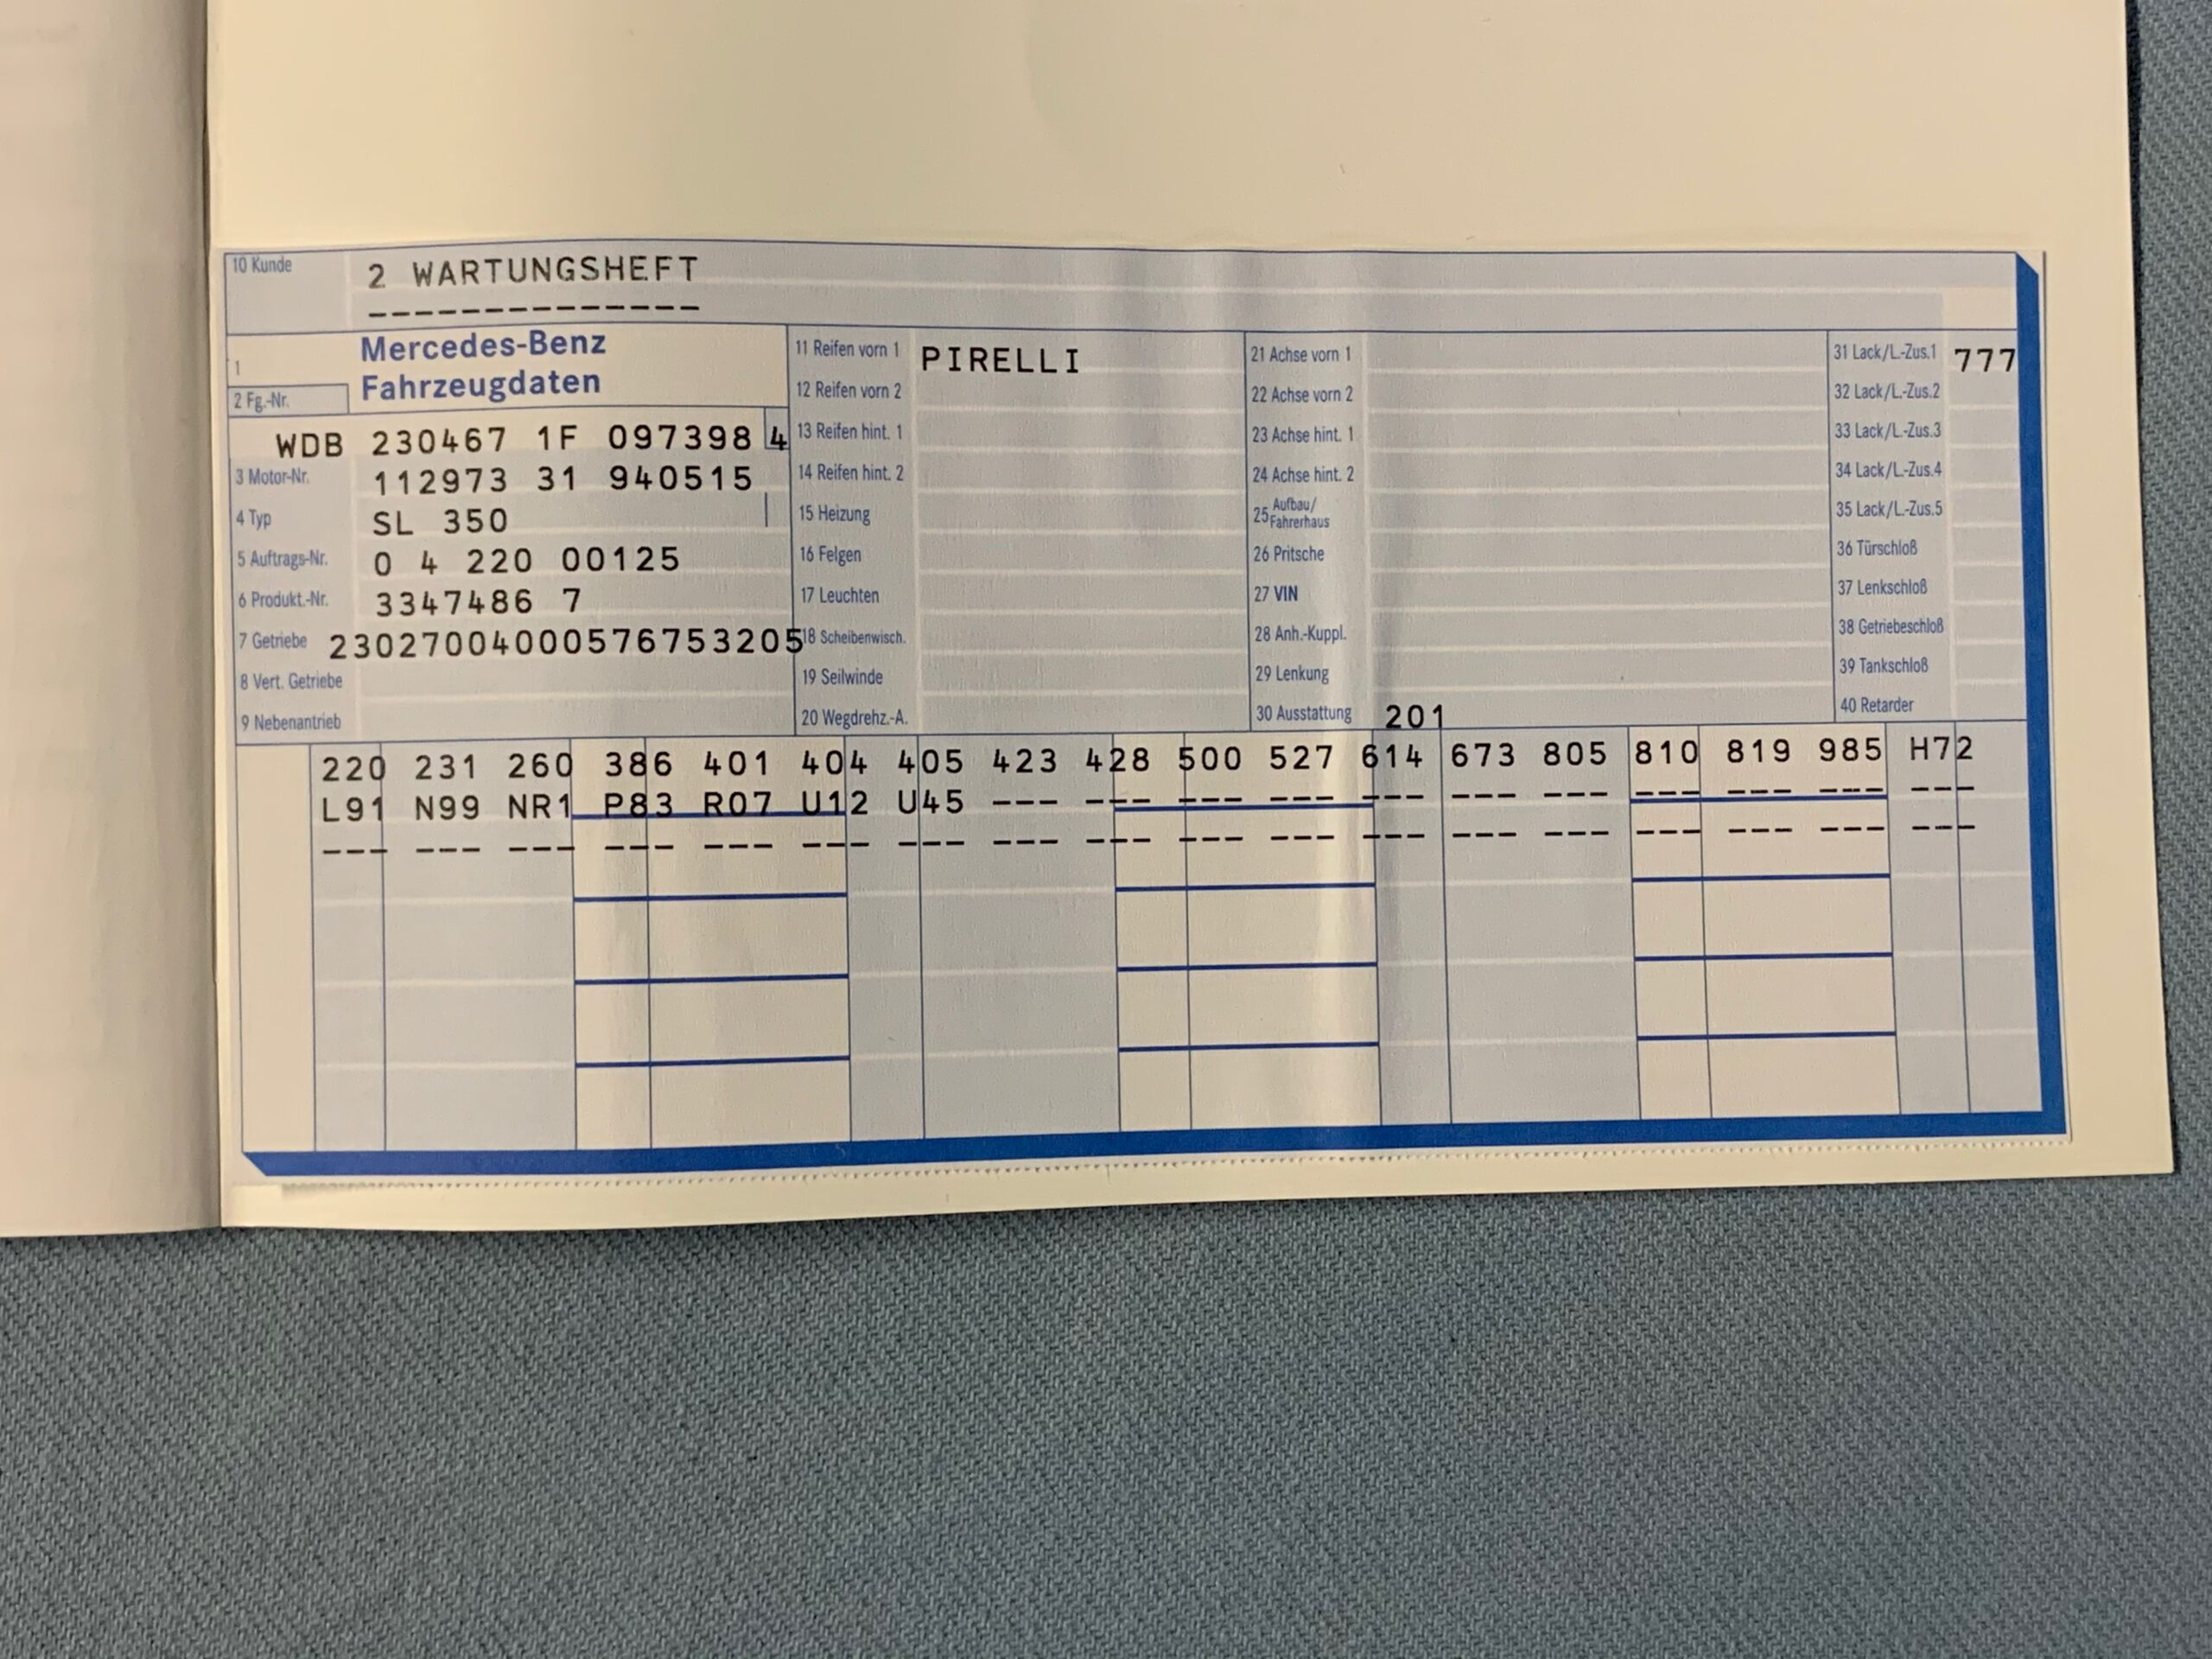 10 Kunde 2 WARTUNGSHEFT
--------------
1 Mercedes-Benz
Fahrzeugdaten
2 Fg.-Nr.
WDB 230467 1F 097398 4
3 Motor-Nr. 112973 31 940515
4 Typ SL 350
5 Auftrags-Nr. 0 4 220 00125
6 Produkt.-Nr. 3347486 7
7 Getriebe 23027004000576753205
8 Vert. Getriebe
9 Nebenantrieb
11 Reifen vorn 1 PIRELLI
12 Reifen vorn 2
13 Reifen hint. 1
14 Reifen hint. 2
15 Heizung
16 Felgen
17 Leuchten
18 Scheibenwisch.
19 Seilwinde
20 Wegdrehz.-A.
21 Achse vorn 1
22 Achse vorn 2
23 Achse hint. 1
24 Achse hint. 2
25 Aufbau/
Fahrerhaus
26 Pritsche
27 VIN
28 Anh.-Kuppl.
29 Lenkung
30 Ausstattung 201
31 Lack/L.-Zus.1 777
32 Lack/L.-Zus.2
33 Lack/L.-Zus.3
34 Lack/L.-Zus.4
35 Lack/L.-Zus.5
36 Türschloß
37 Lenkschloß
38 Getriebeschloß
39 Tankschloß
40 Retarder
220 231 260 386 401 404 405 423 428 500 527 614 673 805 810 819 985 H72
L91 N99 NR1 P83 R07 U12 U45 --- --- --- --- --- --- --- --- --- --- ---
--- --- --- --- --- --- --- --- --- --- --- --- --- --- --- --- --- ---